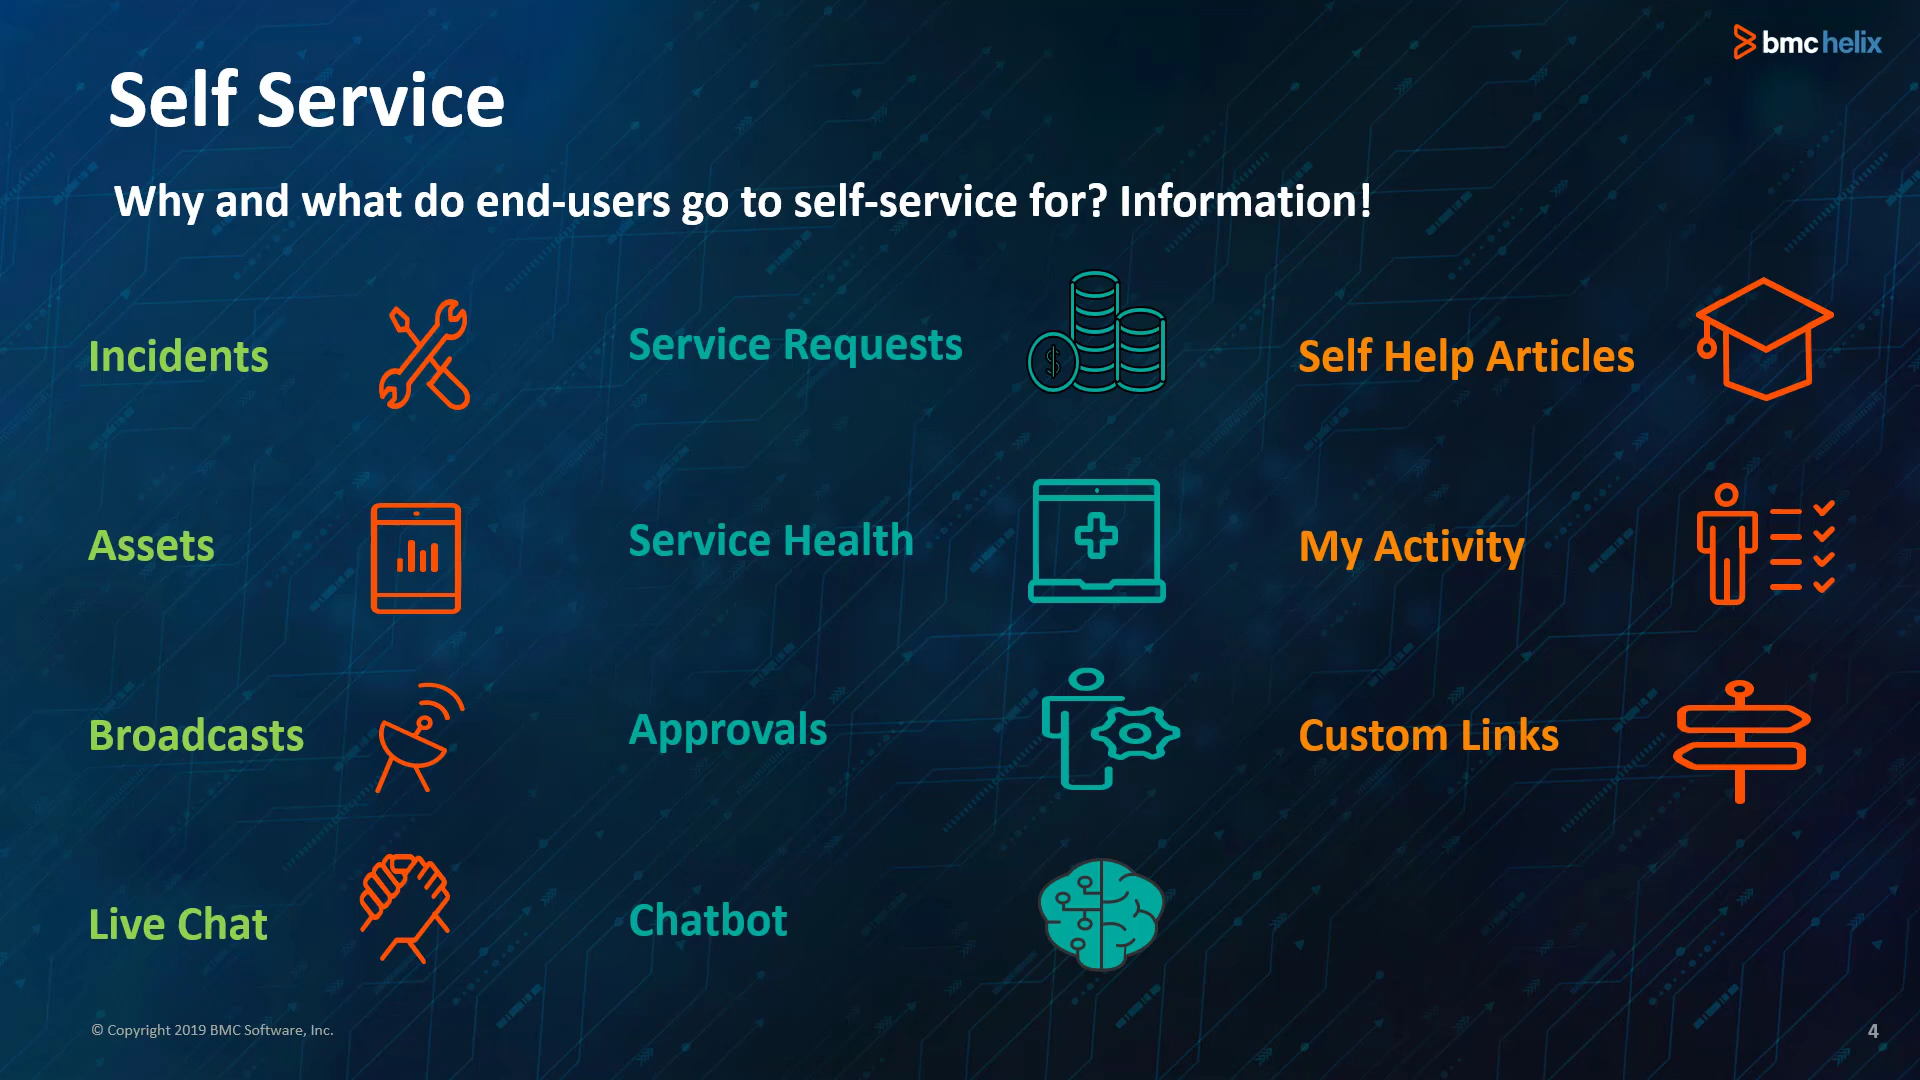 bmc helix
Self Service
Why and what do end-users go to self-service for? Information!
Incidents
Service Requests
$
Self Help Articles
Assets
Service Health
My Activity
Broadcasts
Approvals
Custom Links
Live Chat
Chatbot
© Copyright 2019 BMC Software, Inc.
4